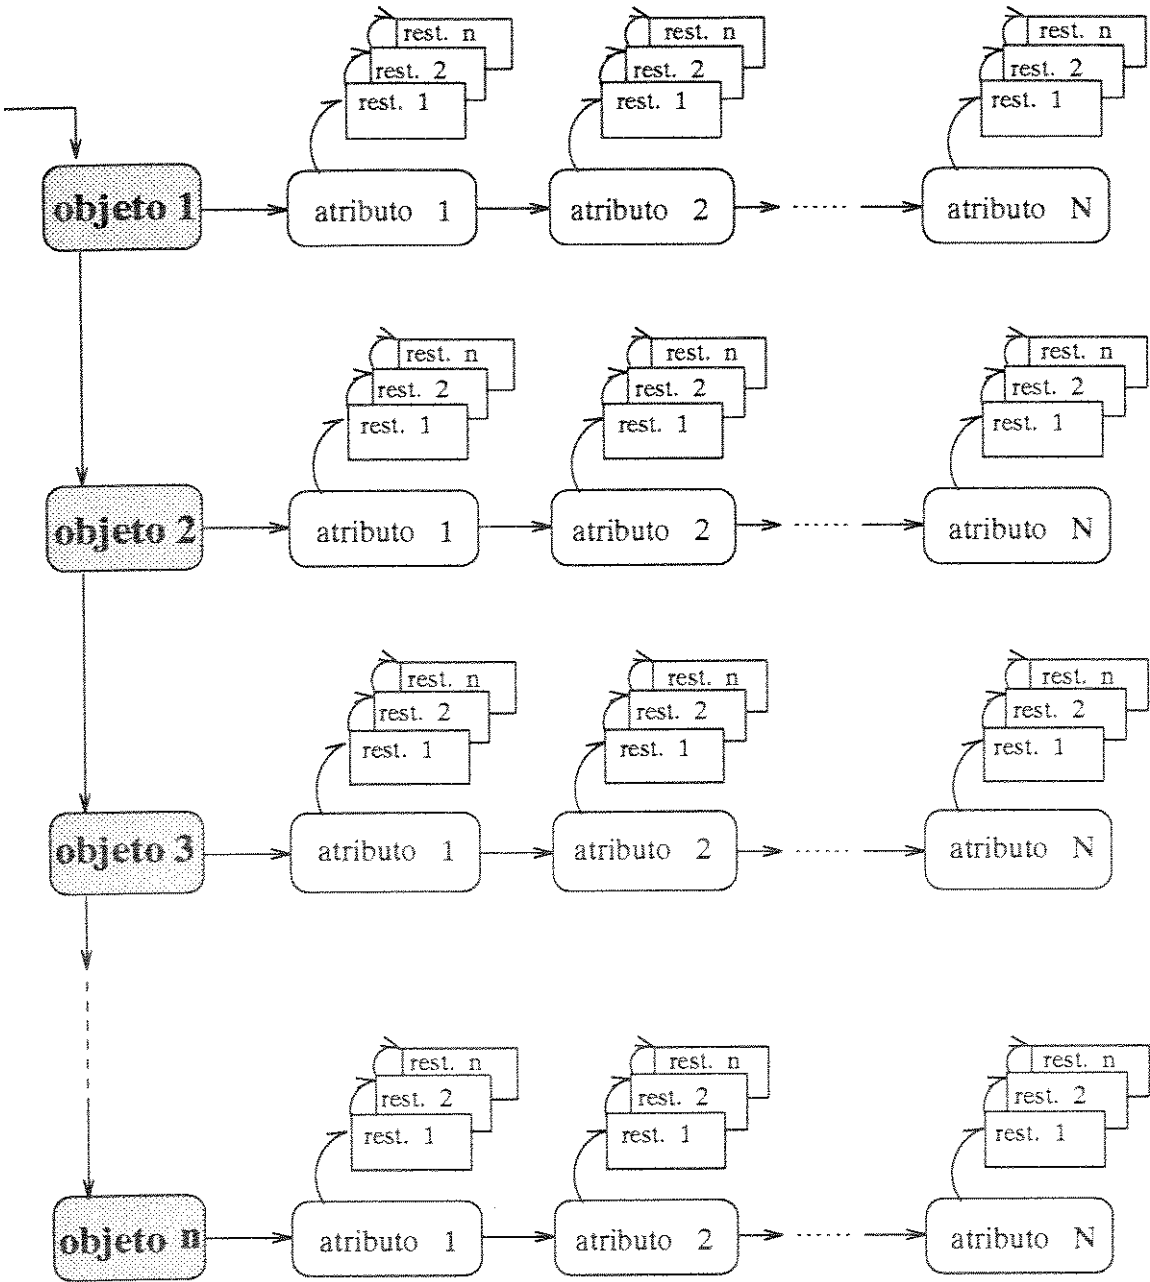 rest. n rest. n rest. n
rest. 2 rest. 2 rest. 2
rest. 1 rest. 1 rest. 1
objeto 1 atributo 1 atributo 2 ...... atributo N
rest. n rest. n rest. n
rest. 2 rest. 2 rest. 2
rest. 1 rest. 1 rest. 1
objeto 2 atributo 1 atributo 2 ...... atributo N
rest. n rest. n rest. n
rest. 2 rest. 2 rest. 2
rest. 1 rest. 1 rest. 1
objeto 3 atributo 1 atributo 2 ...... atributo N
rest. n rest. n rest. n
rest. 2 rest. 2 rest. 2
rest. 1 rest. 1 rest. 1
objeto n atributo 1 atributo 2 ...... atributo N